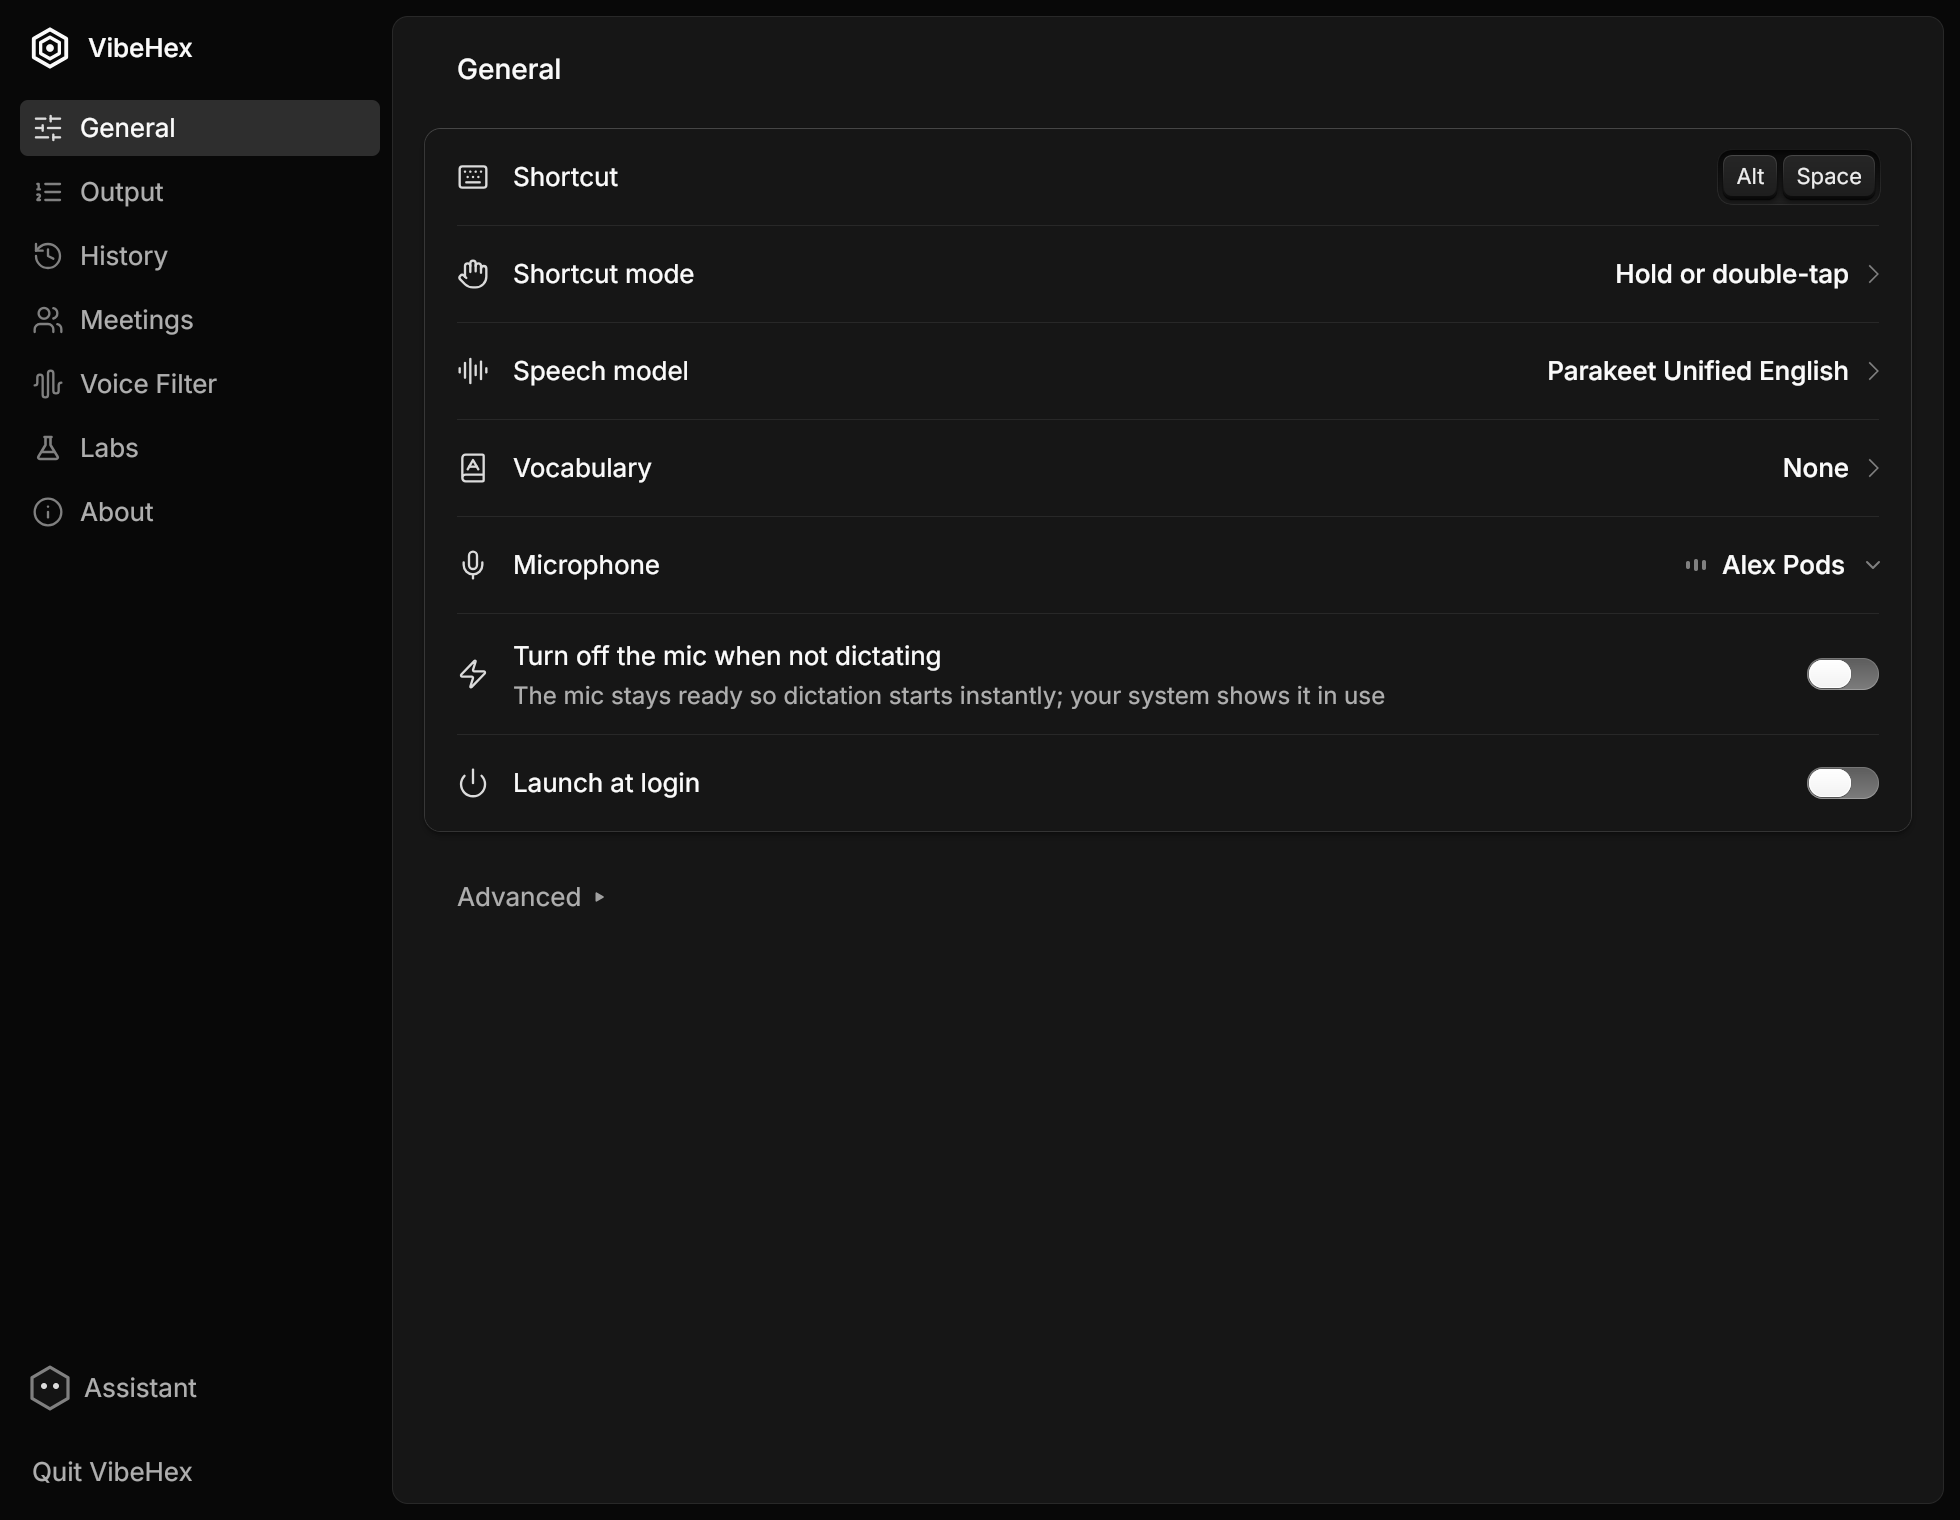 VibeHex
General
Output
History
Meetings
Voice Filter
Labs
About
Assistant
Quit VibeHex
General
Shortcut
Alt Space
Shortcut mode
Hold or double-tap
Speech model
Parakeet Unified English
Vocabulary
None
Microphone
Alex Pods
Turn off the mic when not dictating
The mic stays ready so dictation starts instantly; your system shows it in use
Launch at login
Advanced